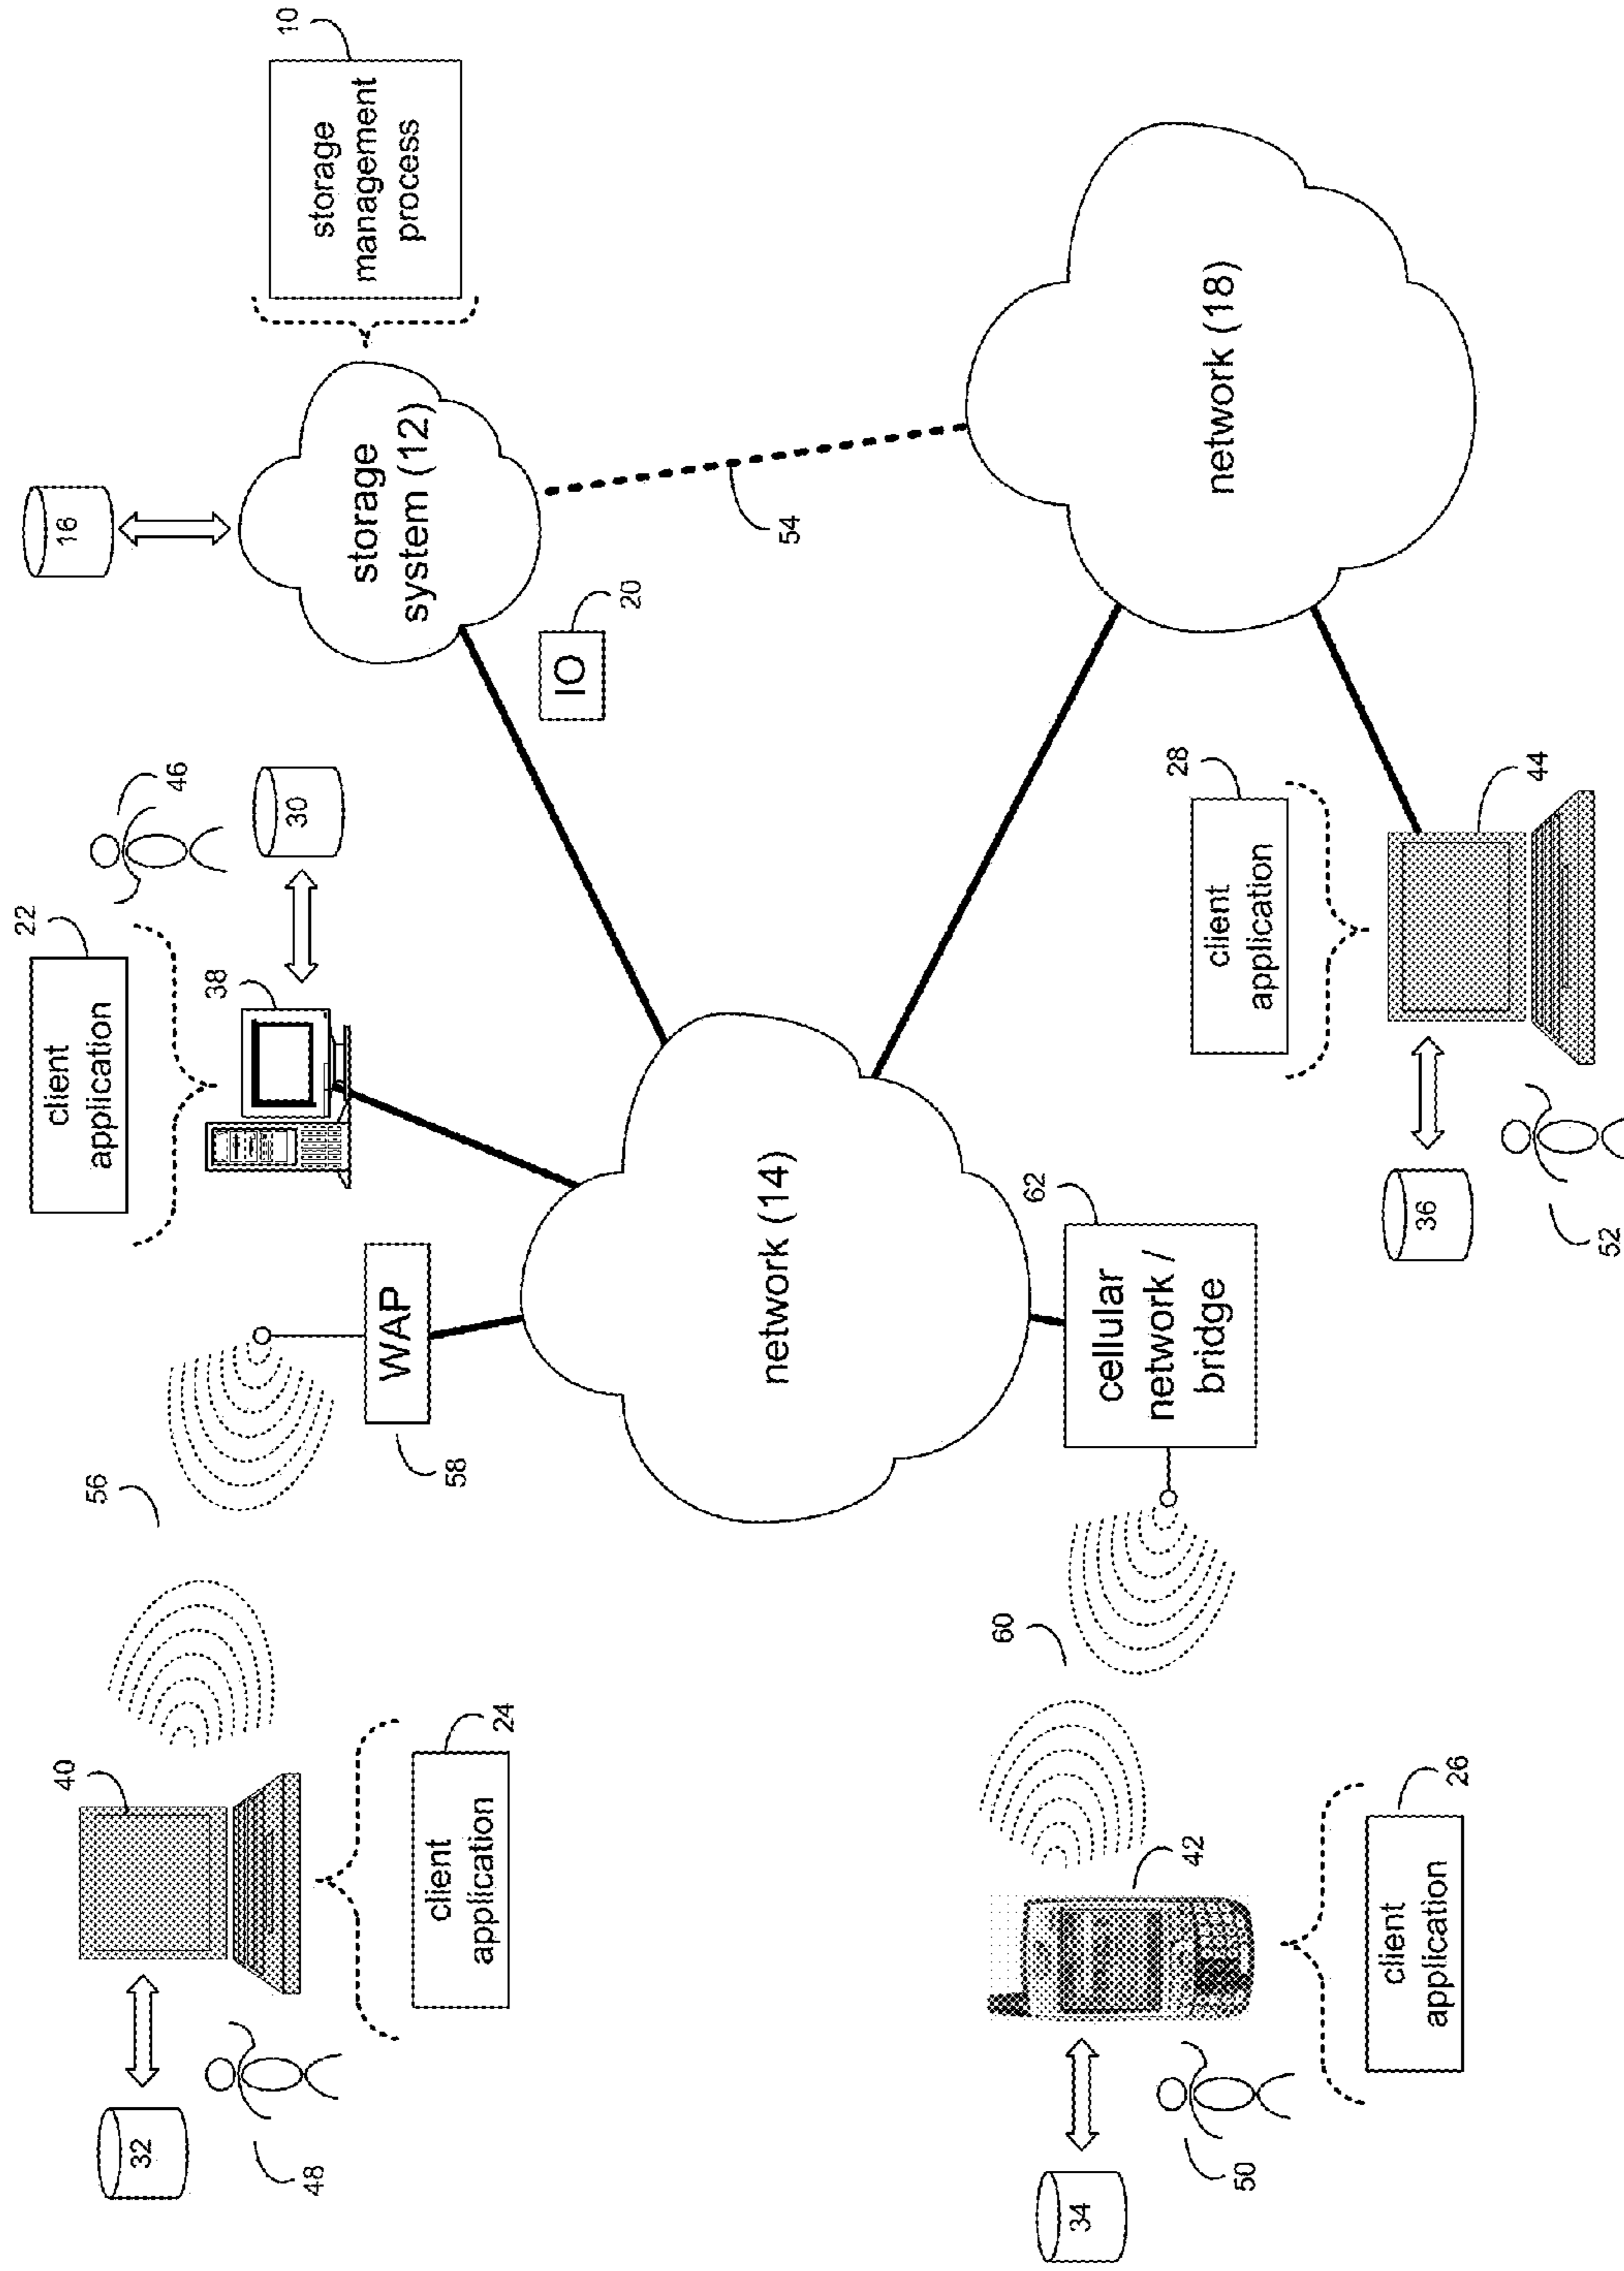 32
48
40
client
application
24
56
WAP
58
client
application
22
38
46
30
16
storage
system (12)
storage
management
process
10
IO
20
54
network (14)
network (18)
34
50
42
client
application
26
60
cellular
network /
bridge
62
36
52
client
application
28
44